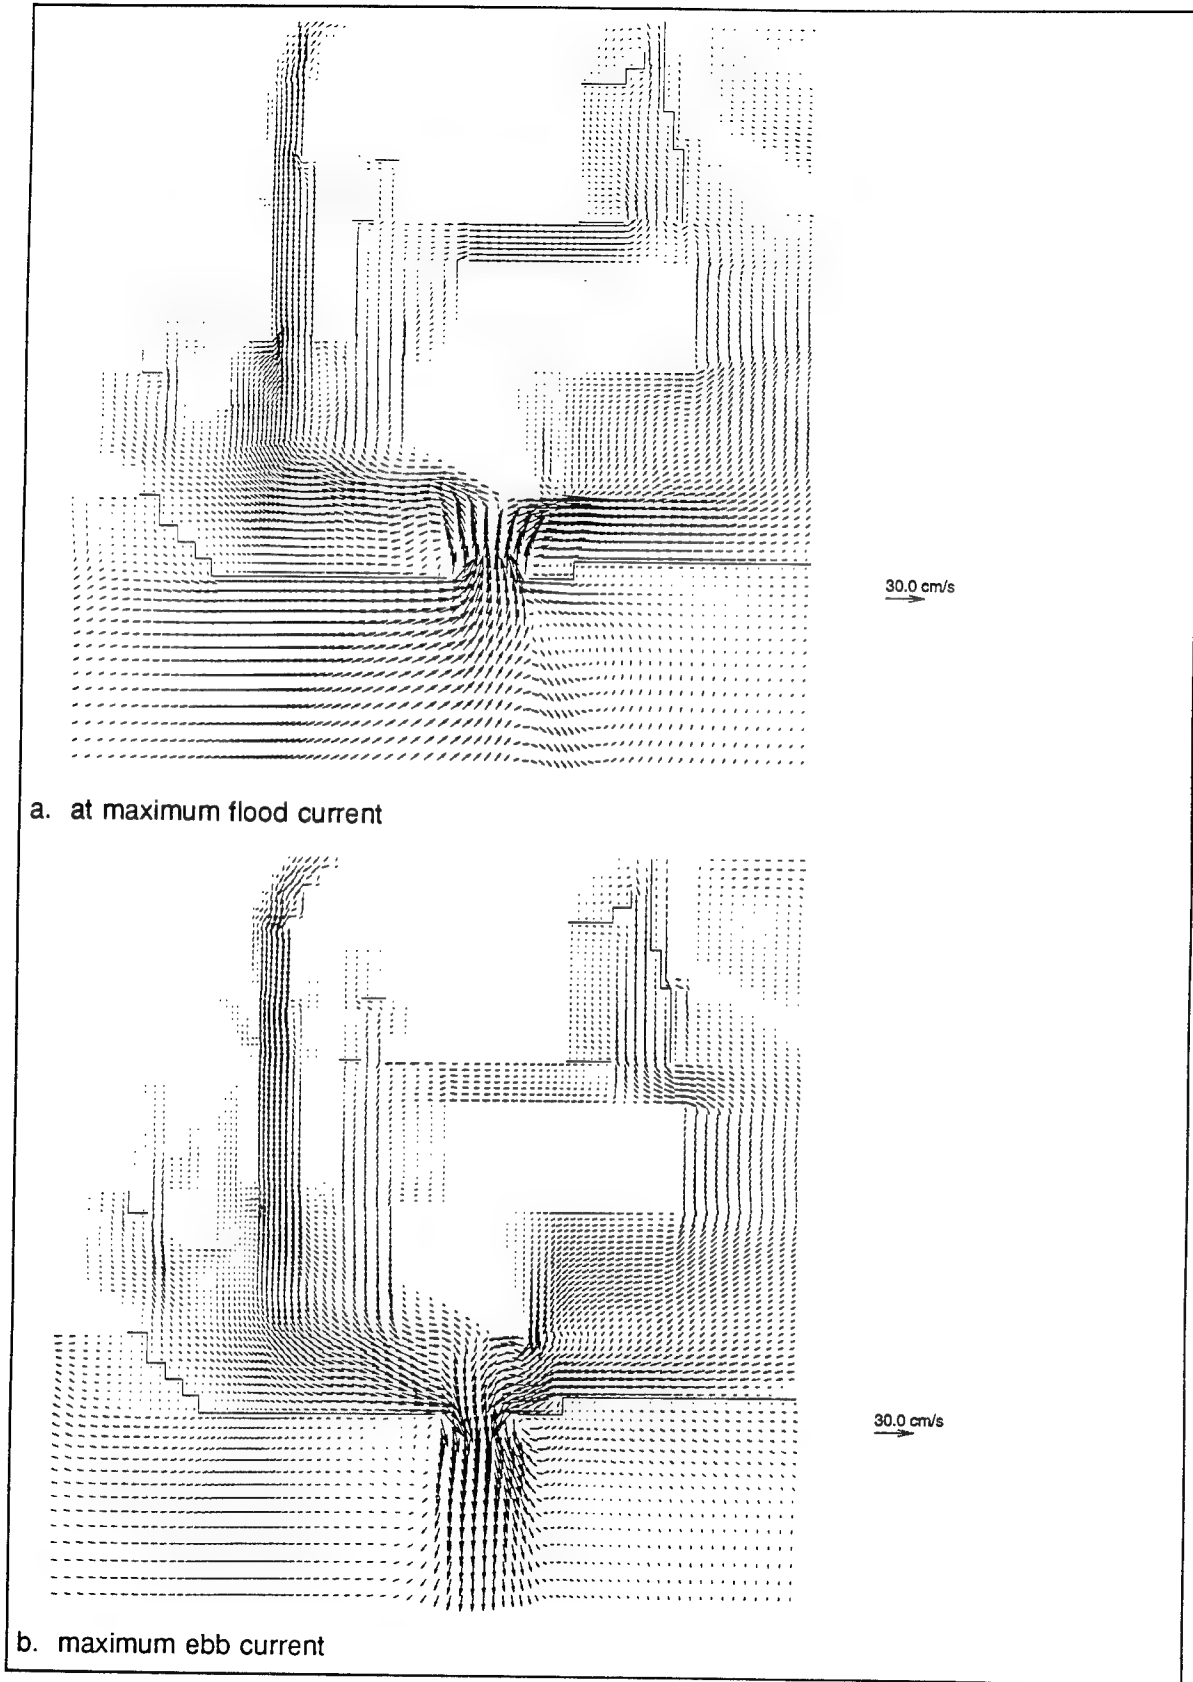 30.0 cm/s
a. at maximum flood current
30.0 cm/s
b. maximum ebb current